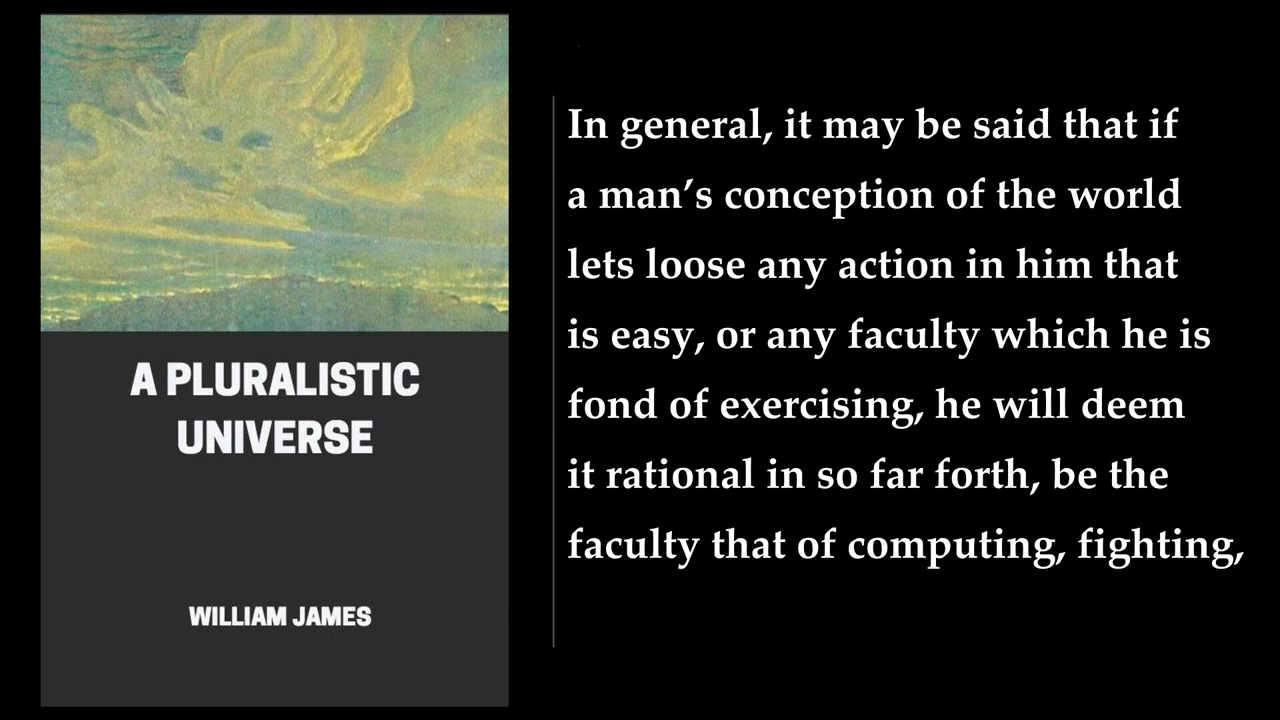 A PLURALISTIC
UNIVERSE
WILLIAM JAMES
In general, it may be said that if
a man’s conception of the world
lets loose any action in him that
is easy, or any faculty which he is
fond of exercising, he will deem
it rational in so far forth, be the
faculty that of computing, fighting,